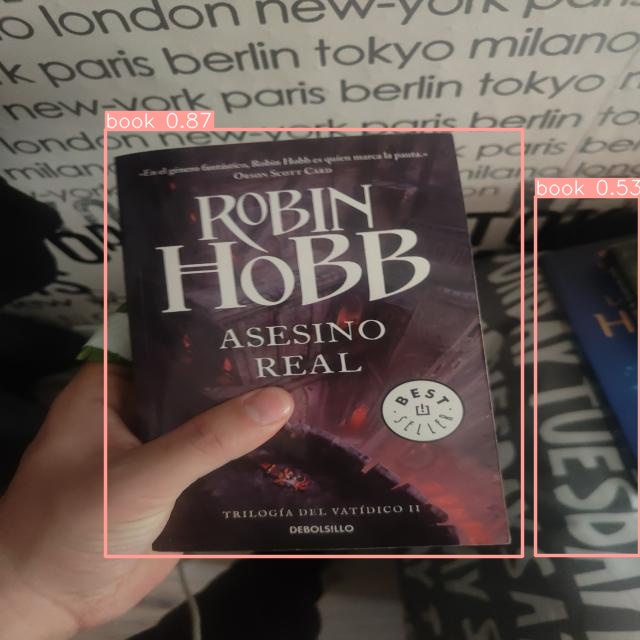 london new-york par
k paris berlin tokyo milano
new-york paris berlin tokyo
london new-york paris
milan
book 0.87
book 0.53
«En el género fantástico, Robin Hobb es quien marca la pauta.»
Orson Scott Card
ROBIN
HOBB
ASESINO
REAL
BEST
SELLER
TRILOGÍA DEL VATÍDICO II
DEBOLSILLO
H
TUESDAY